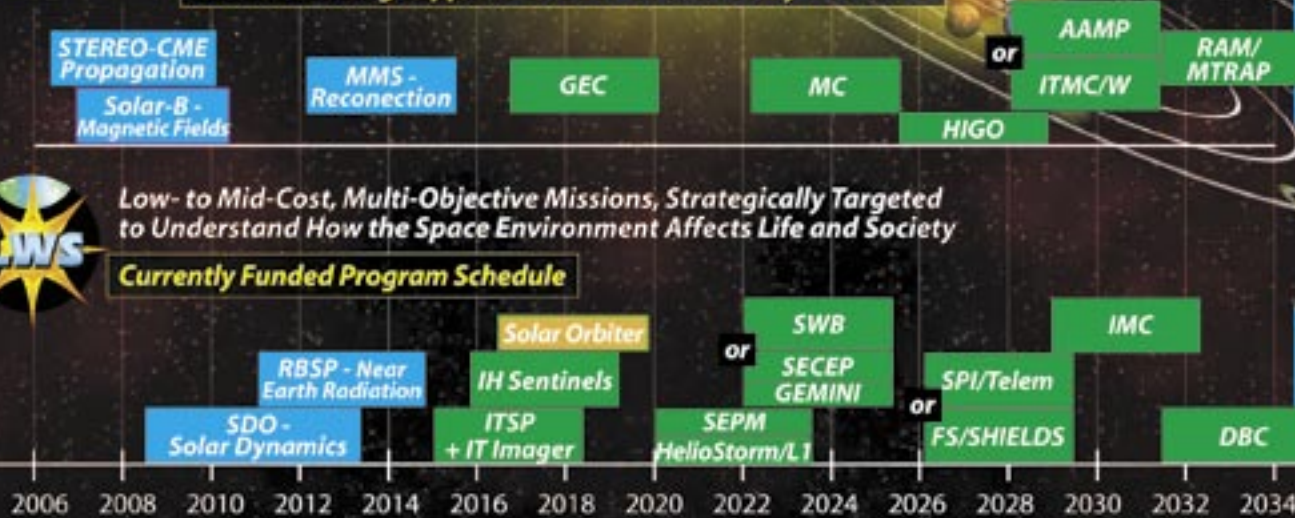 STEREO-CME
Propagation
Solar-B -
Magnetic Fields
MMS -
Reconection
GEC
MC
HIGO
or
AAMP
ITMC/W
RAM/
MTRAP
LWS
Low- to Mid-Cost, Multi-Objective Missions, Strategically Targeted
to Understand How the Space Environment Affects Life and Society
Currently Funded Program Schedule
Solar Orbiter
RBSP - Near
Earth Radiation
IH Sentinels
SDO -
Solar Dynamics
ITSP
+ IT Imager
or
SWB
SECEP
GEMINI
SEPM
HelioStorm/L1
or
SPI/Telem
FS/SHIELDS
IMC
DBC
2006 2008 2010 2012 2014 2016 2018 2020 2022 2024 2026 2028 2030 2032 2034